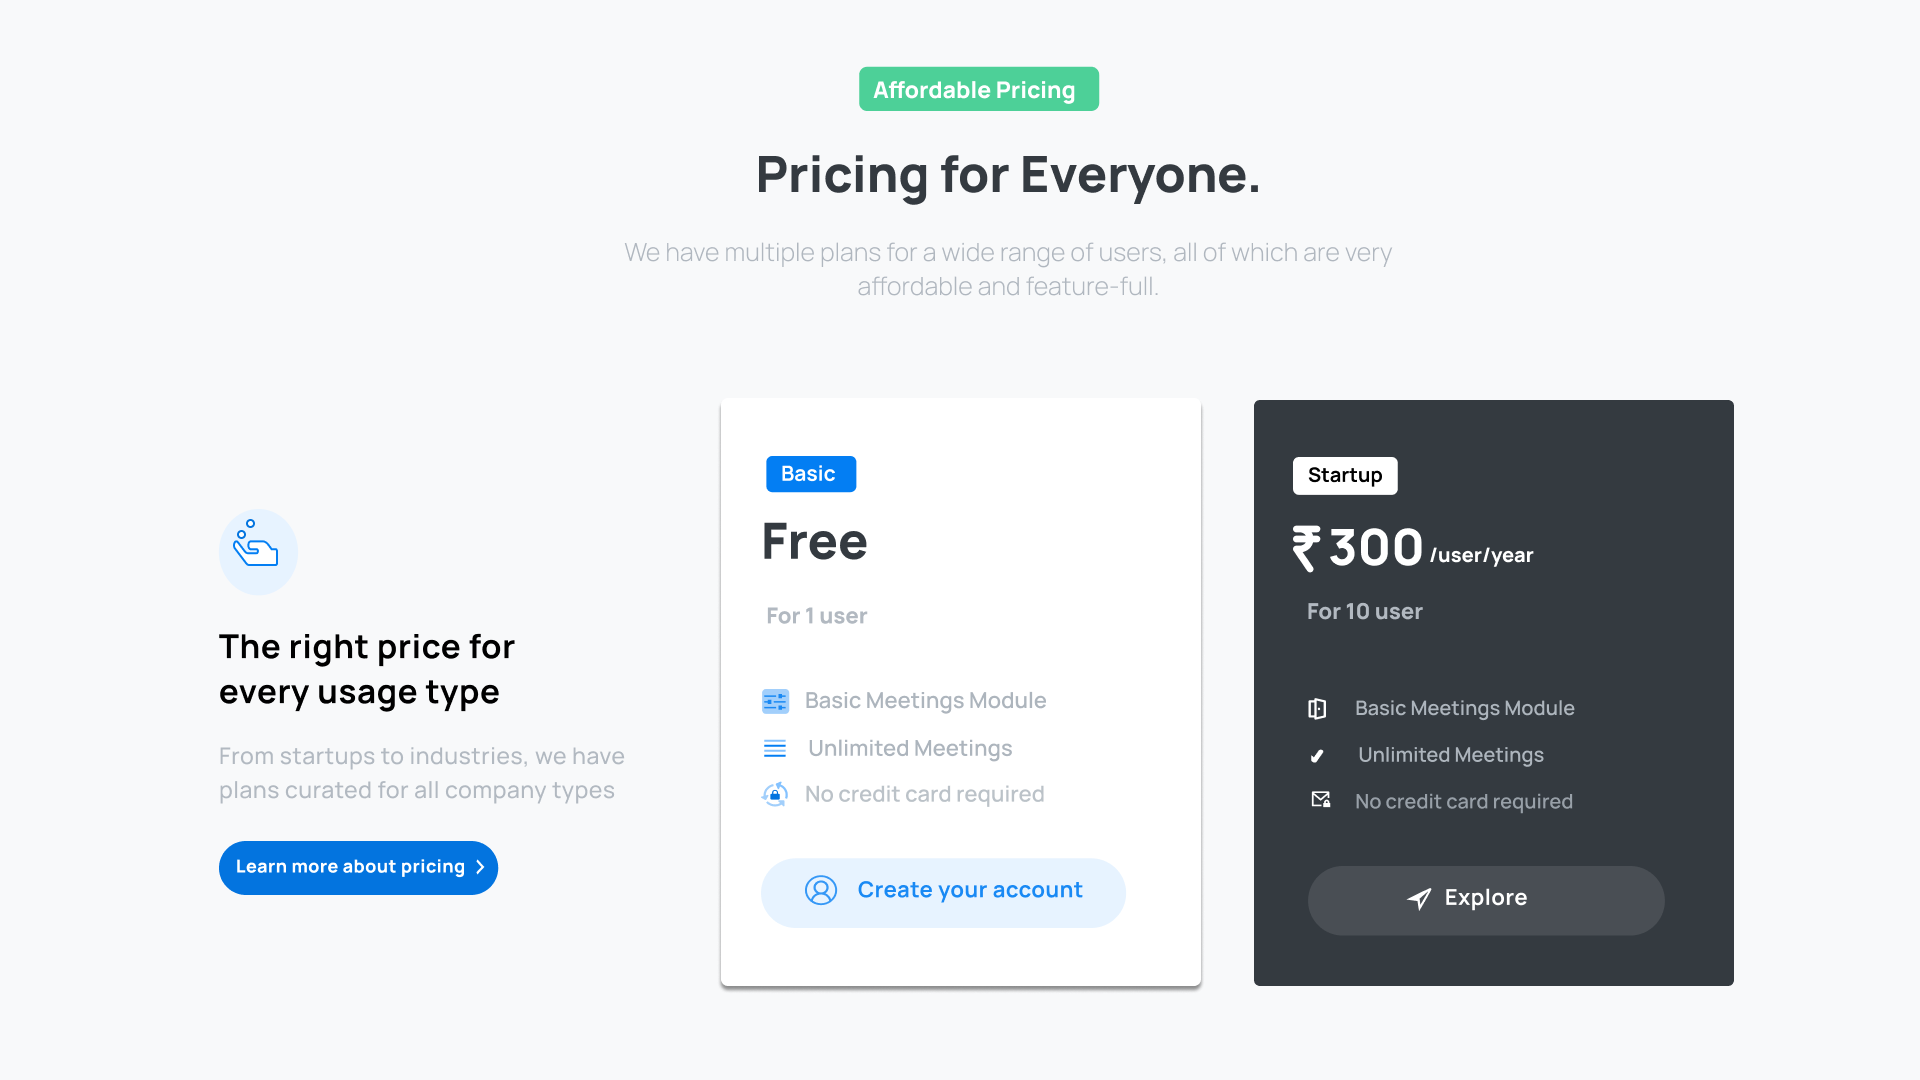 Affordable Pricing
Pricing for Everyone.
We have multiple plans for a wide range of users, all of which are very
affordable and feature-full.
The right price for
every usage type
From startups to industries, we have
plans curated for all company types
Learn more about pricing
Basic
Free
For 1 user
Basic Meetings Module
Unlimited Meetings
No credit card required
Create your account
Startup
₹ 300 /user/year
For 10 user
Basic Meetings Module
Unlimited Meetings
No credit card required
Explore